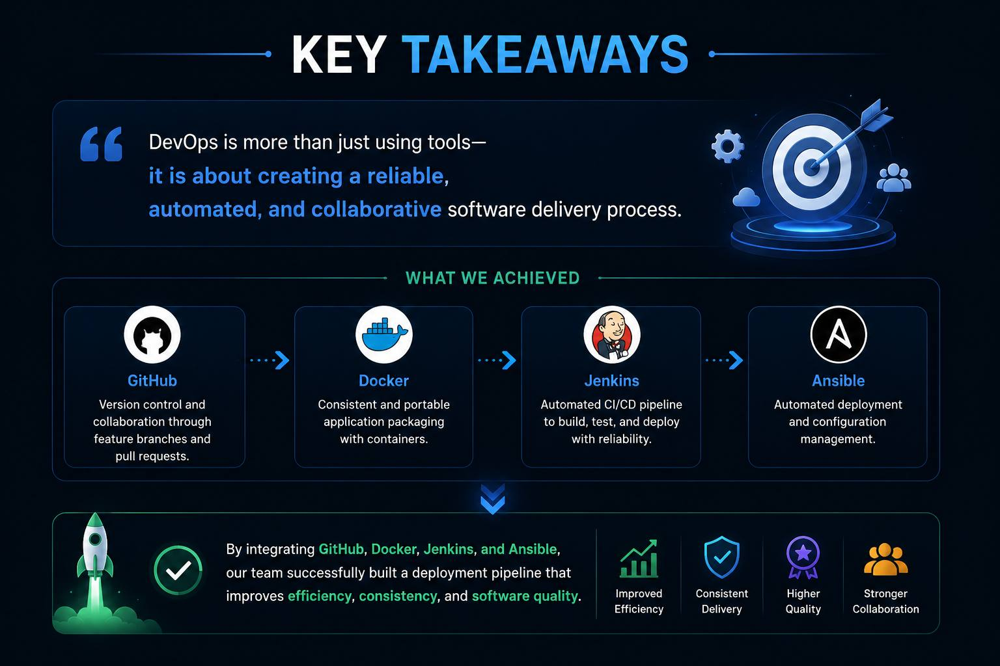 KEY TAKEAWAYS
DevOps is more than just using tools—
it is about creating a reliable,
automated, and collaborative software delivery process.
WHAT WE ACHIEVED
GitHub
Version control and
collaboration through
feature branches and
pull requests.
Docker
Consistent and portable
application packaging
with containers.
Jenkins
Automated CI/CD pipeline
to build, test, and deploy
with reliability.
Ansible
Automated deployment
and configuration
management.
By integrating GitHub, Docker, Jenkins, and Ansible,
our team successfully built a deployment pipeline that
improves efficiency, consistency, and software quality.
Improved
Efficiency
Consistent
Delivery
Higher
Quality
Stronger
Collaboration